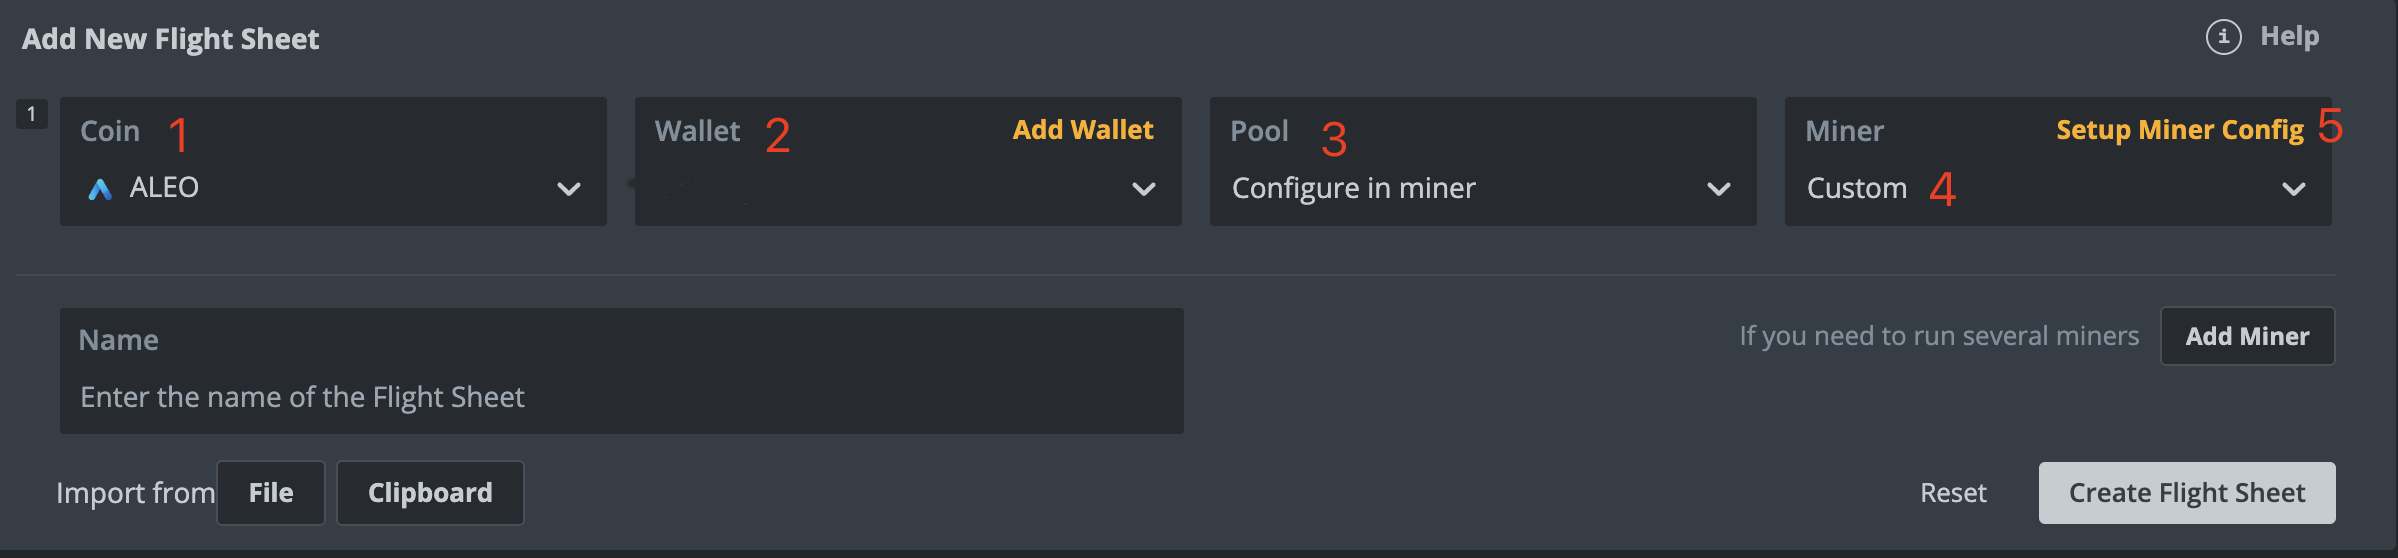 Add New Flight Sheet
Help
1
Coin 1
Wallet 2
Add Wallet
Pool 3
Miner
Setup Miner Config 5
ALEO
Configure in miner
Custom 4
Name
Enter the name of the Flight Sheet
If you need to run several miners
Add Miner
Import from
File
Clipboard
Reset
Create Flight Sheet